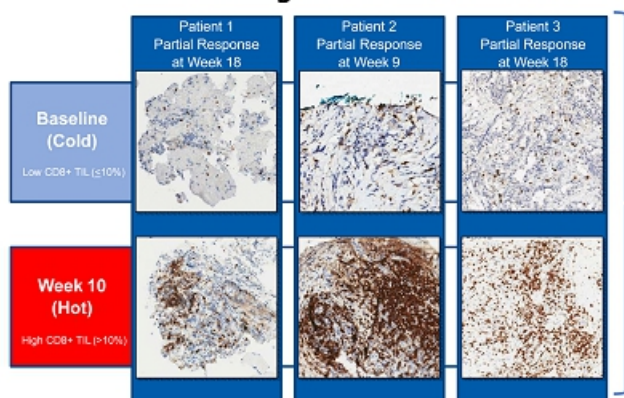 Patient 1
Partial Response
at Week 18
Patient 2
Partial Response
at Week 9
Patient 3
Partial Response
at Week 18
Baseline
(Cold)
Low CD8+ TIL (≤10%)
Week 10
(Hot)
High CD8+ TIL (>10%)